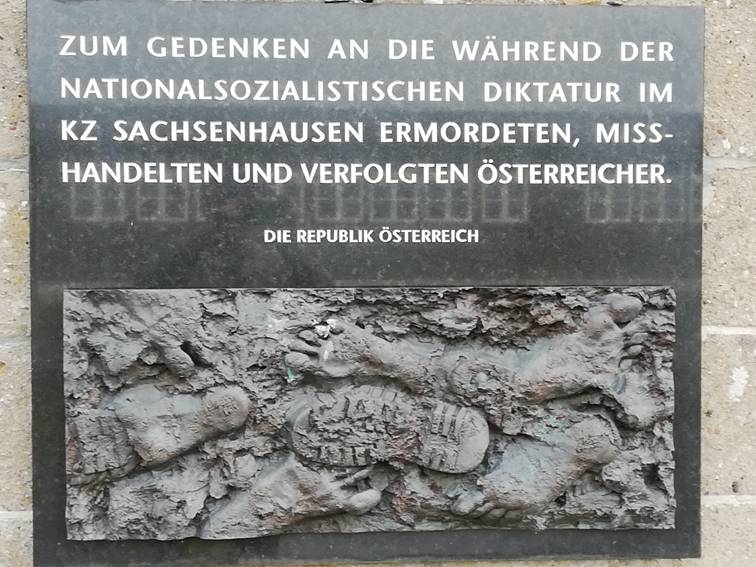 ZUM GEDENKEN AN DIE WÄHREND DER
NATIONALSOZIALISTISCHEN DIKTATUR IM
KZ SACHSENHAUSEN ERMORDETEN, MISS-
HANDELTEN UND VERFOLGTEN ÖSTERREICHER.
DIE REPUBLIK ÖSTERREICH